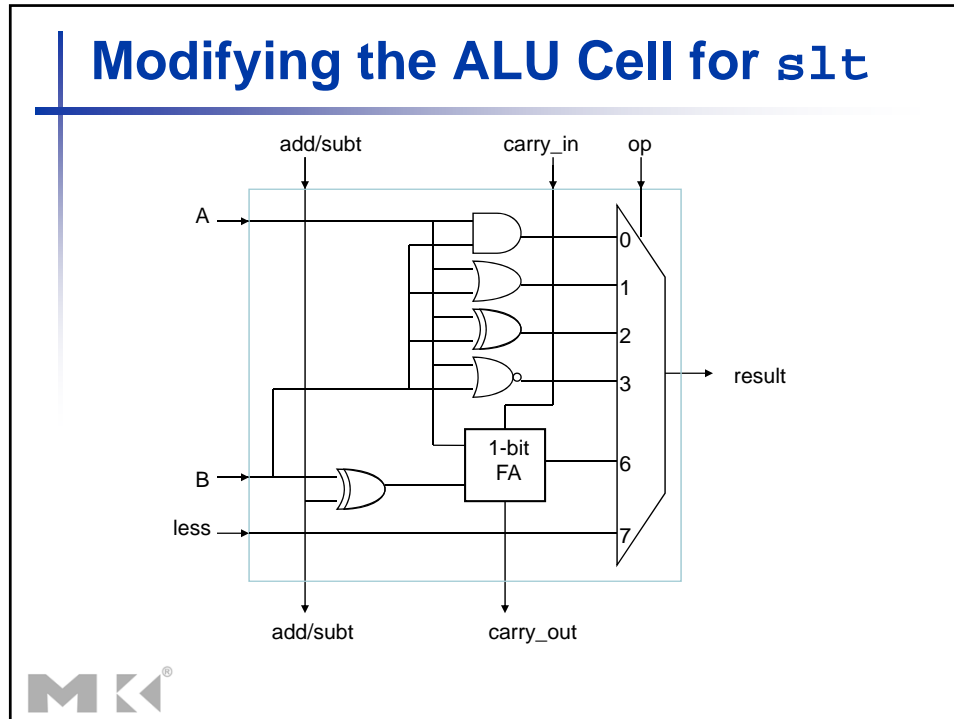 Modifying the ALU Cell for slt
add/subt carry_in op
A
0
1
2
3
result
1-bit
FA
6
B
less
7
add/subt carry_out
MK®